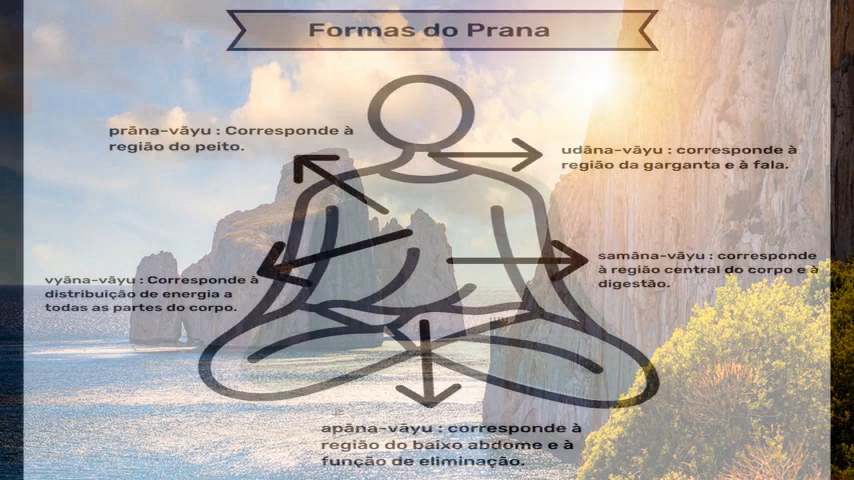 Formas do Prana
prāna-vāyu : Corresponde à
região do peito.
udāna-vāyu : corresponde à
região da garganta e à fala.
samāna-vāyu : corresponde
à região central do corpo e à
digestão.
vyāna-vāyu : Corresponde à
distribuição de energia a
todas as partes do corpo.
apāna-vāyu : corresponde à
região do baixo abdome e à
função de eliminação.